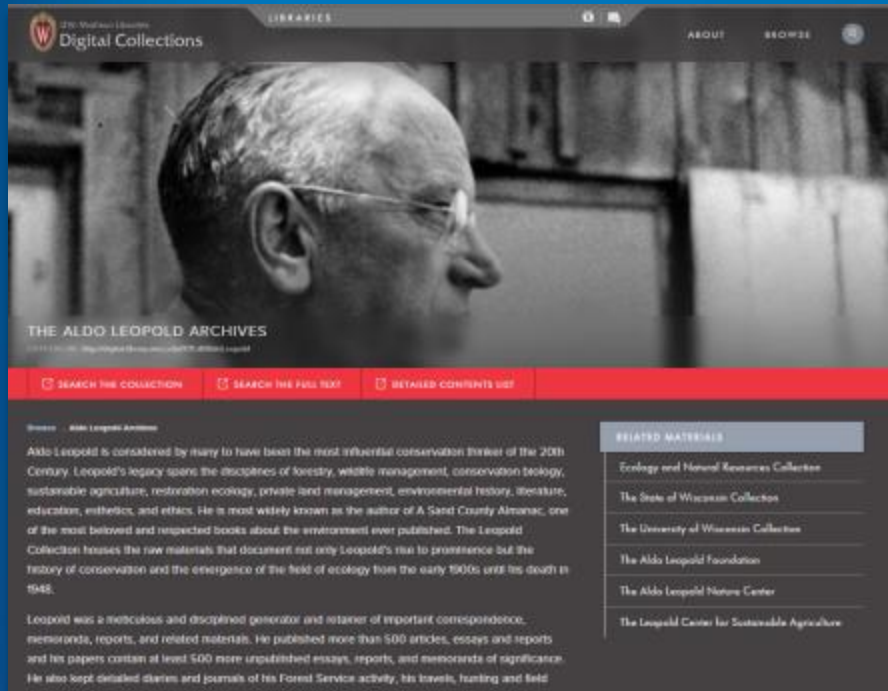 LIBRARIES
Digital Collections
ABOUT BROWSE
THE ALDO LEOPOLD ARCHIVES
SEARCH THE COLLECTION SEARCH THE FULL TEXT DETAILED CONTENTS LIST
Browse Aldo Leopold Archives
Aldo Leopold is considered by many to have been the most influential conservation thinker of the 20th
Century. Leopold's legacy spans the disciplines of forestry, wildlife management, conservation biology,
sustainable agriculture, restoration ecology, private land management, environmental history, literature,
education, esthetics, and ethics. He is most widely known as the author of A Sand County Almanac, one
of the most beloved and respected books about the environment ever published. The Leopold
Collection houses the raw materials that document not only Leopold's rise to prominence but the
history of conservation and the emergence of the field of ecology from the early 1900s until his death in
1948.
Leopold was a meticulous and disciplined generator and retainer of important correspondence,
memoranda, reports, and related materials. He published more than 500 articles, essays and reports
and his papers contain at least 500 more unpublished essays, reports, and memoranda of significance.
He also kept detailed diaries and journals of his Forest Service activity, his travels, hunting and field
RELATED MATERIALS
Ecology and Natural Resources Collection
The State of Wisconsin Collection
The University of Wisconsin Collection
The Aldo Leopold Foundation
The Aldo Leopold Nature Center
The Leopold Center for Sustainable Agriculture